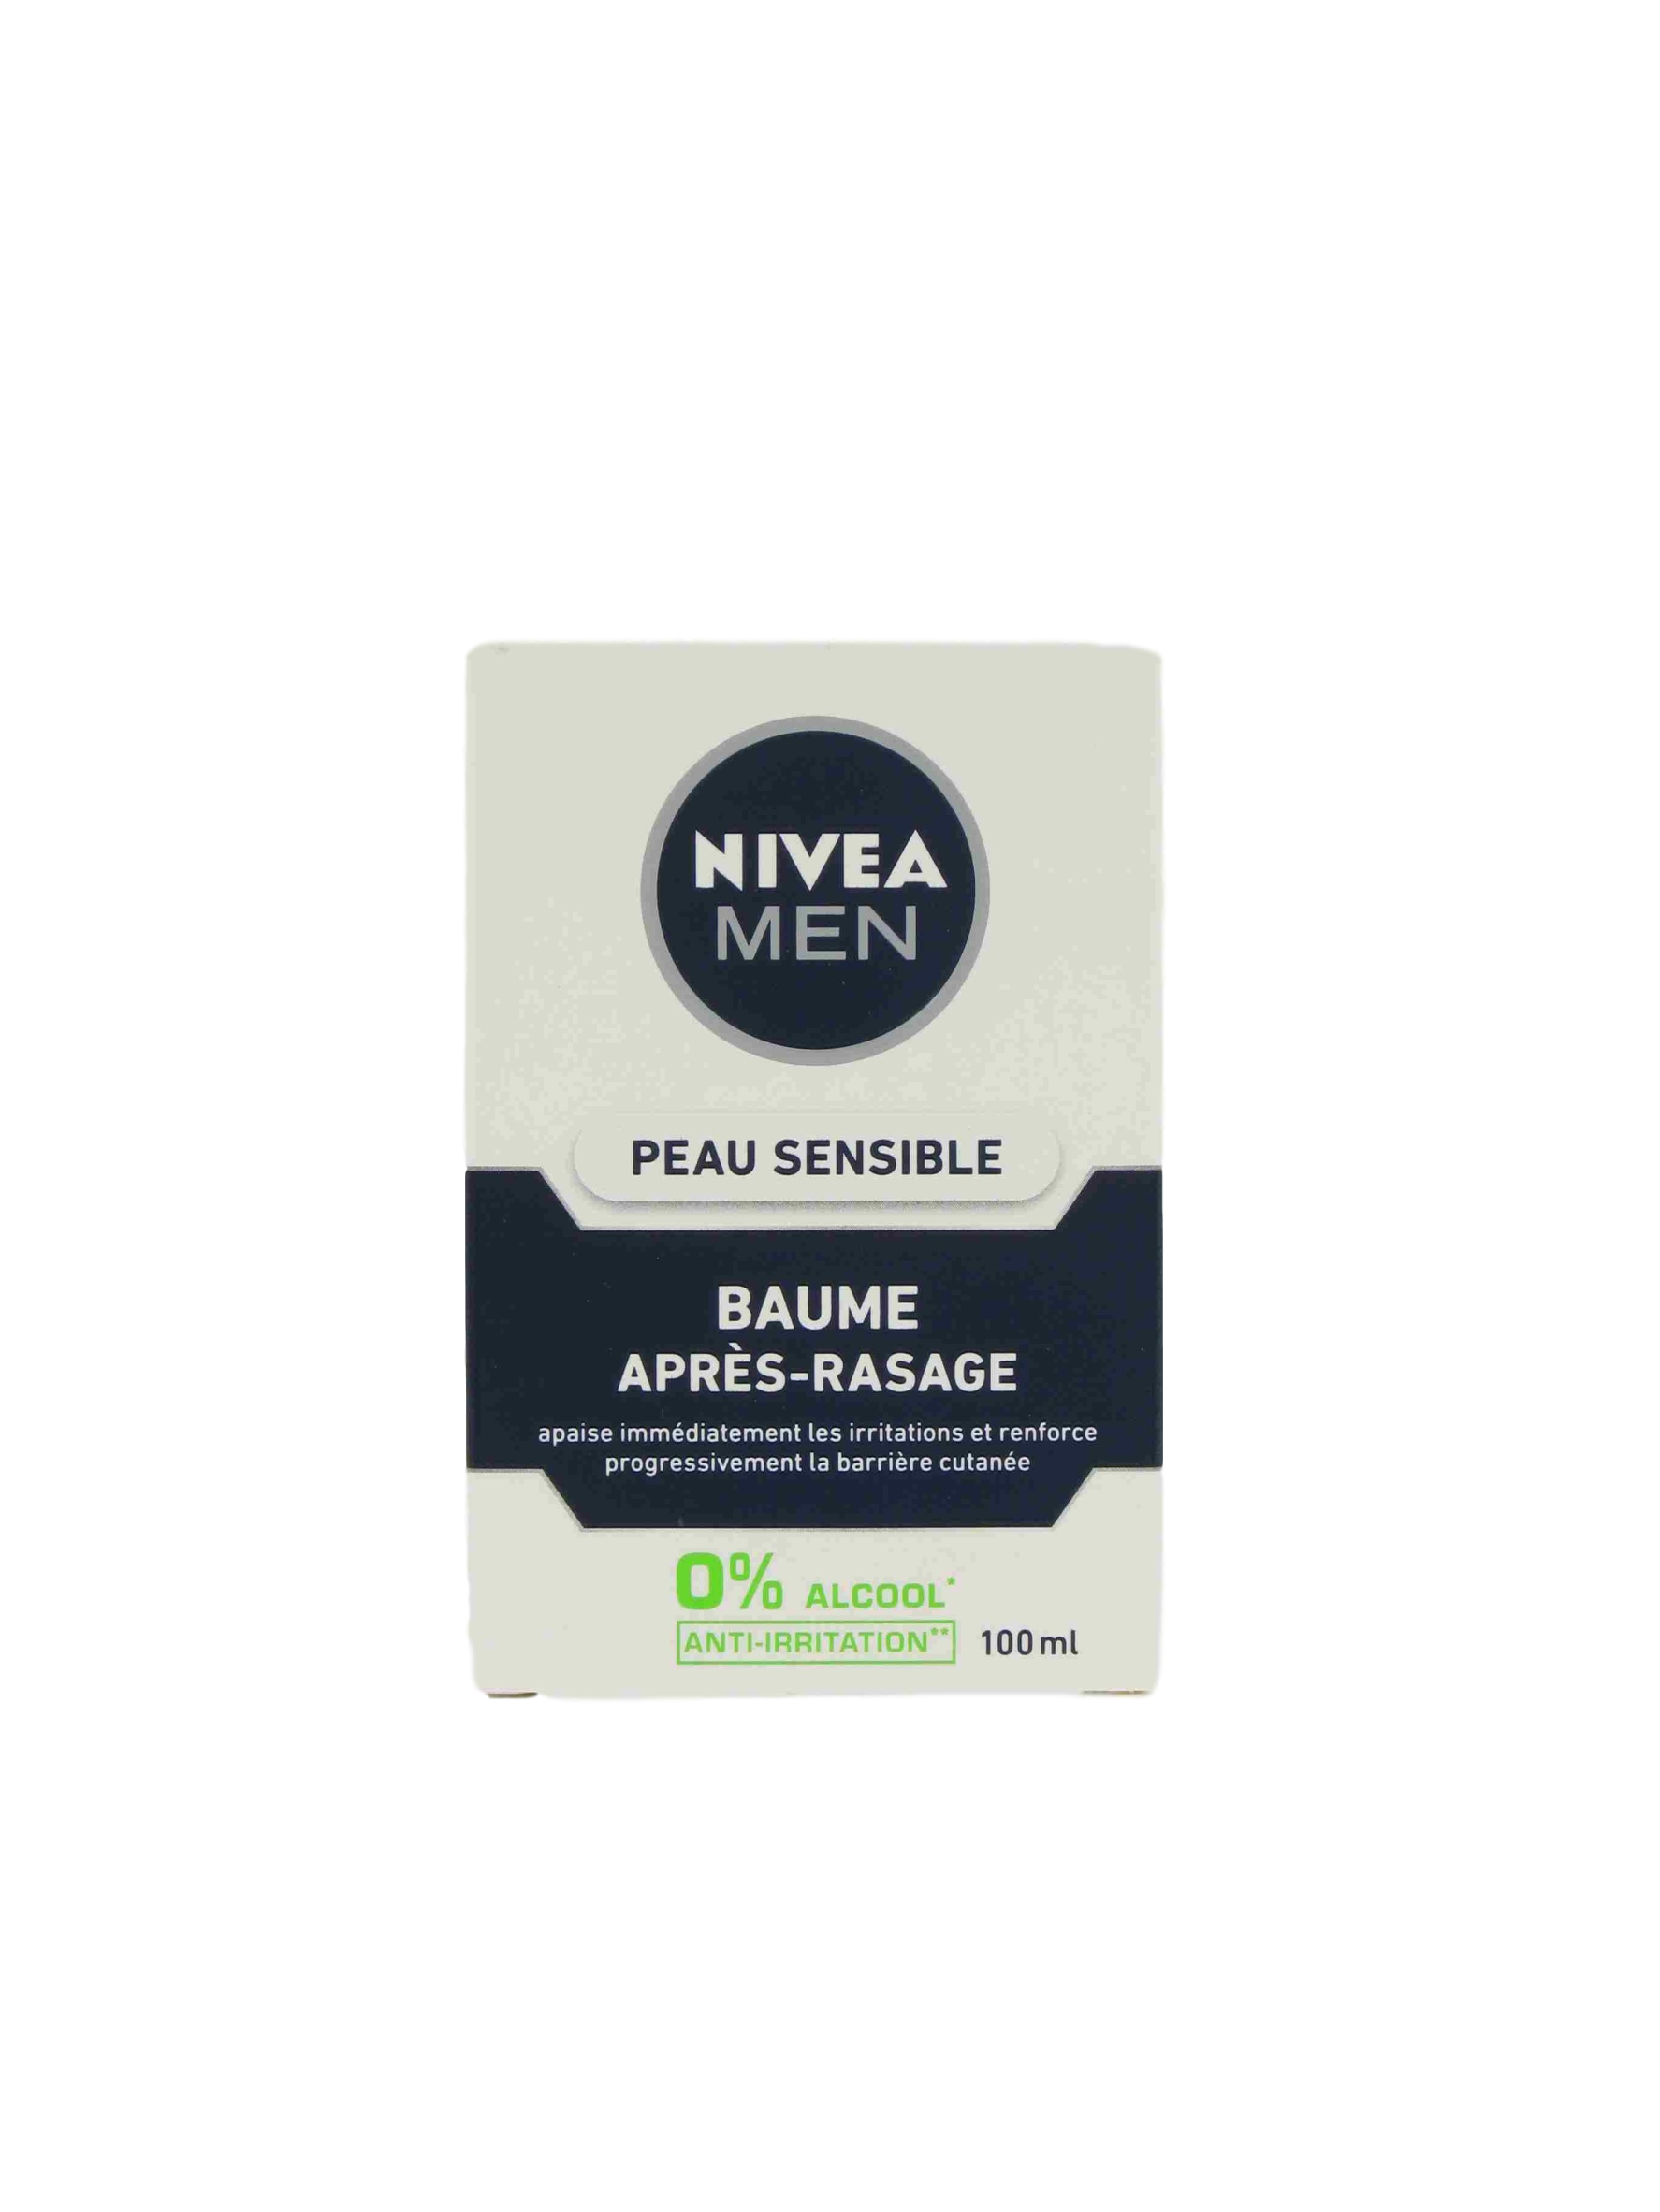 NIVEA
MEN
PEAU SENSIBLE
BAUME
APRÈS-RASAGE
apaise immédiatement les irritations et renforce
progressivement la barrière cutanée
0% ALCOOL*
ANTI-IRRITATION** 100 ml